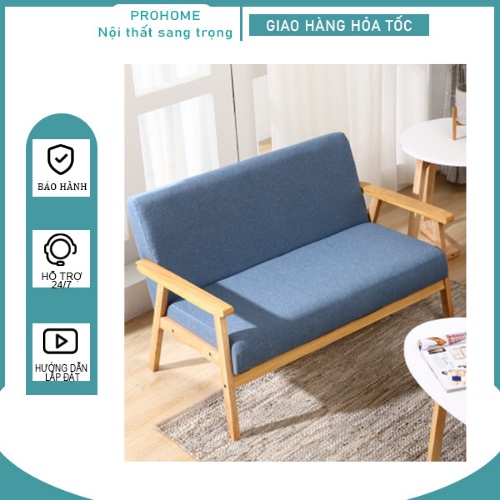 PROHOME
Nội thất sang trọng
GIAO HÀNG HỎA TỐC
BẢO HÀNH
HỖ TRỢ
24/7
HƯỚNG DẪN
LẮP ĐẶT